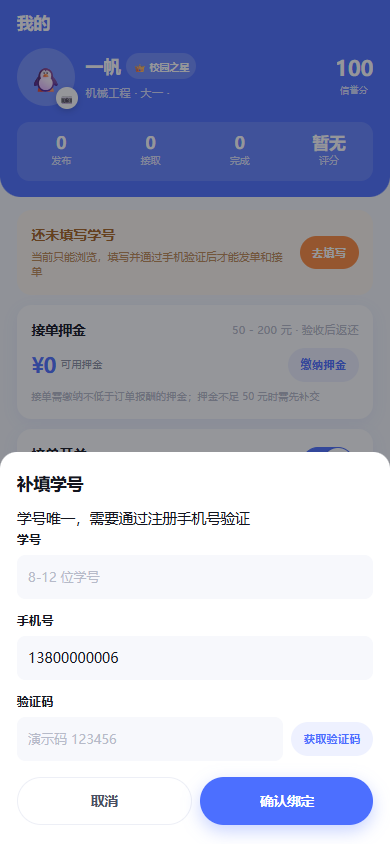 我的
一帆
校园之星
机械工程 · 大一 ·
100
信誉分
0
0
0
暂无
发布
接取
完成
评分
还未填写学号
当前只能浏览，填写并通过手机验证后才能发单和接
单
去填写
接单押金
50 - 200 元 · 验收后返还
¥0 可用押金
缴纳押金
接单需缴纳不低于订单报酬的押金；押金不足 50 元时需先补交
补填学号
学号唯一，需要通过注册手机号验证
学号
8-12 位学号
手机号
13800000006
验证码
演示码 123456
获取验证码
取消
确认绑定